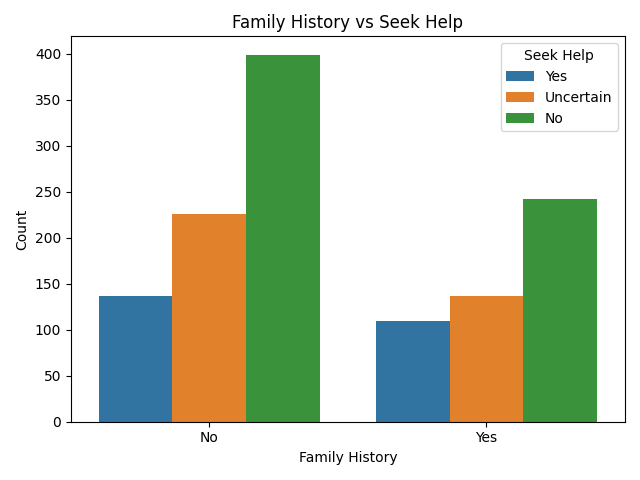 Family History vs Seek Help
400
350
300
250
200
150
100
50
0
Count
Seek Help
Yes
Uncertain
No
No
Yes
Family History